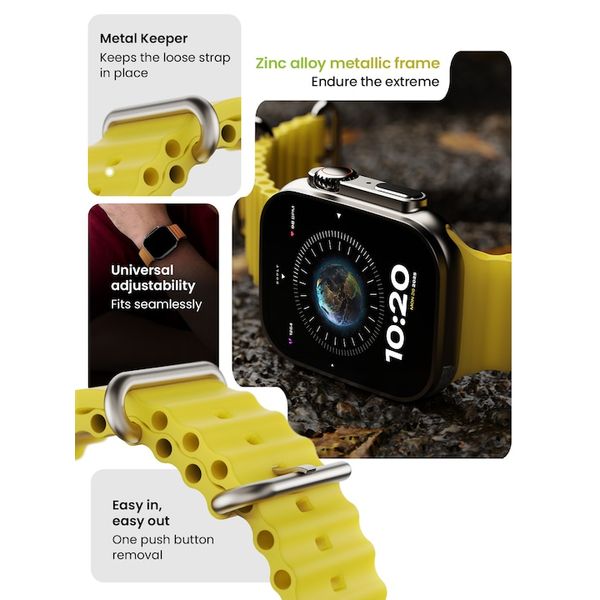 Metal Keeper
Keeps the loose strap
in place
Zinc alloy metallic frame
Endure the extreme
Universal
adjustability
Fits seamlessly
10:20
Easy in,
easy out
One push button
removal